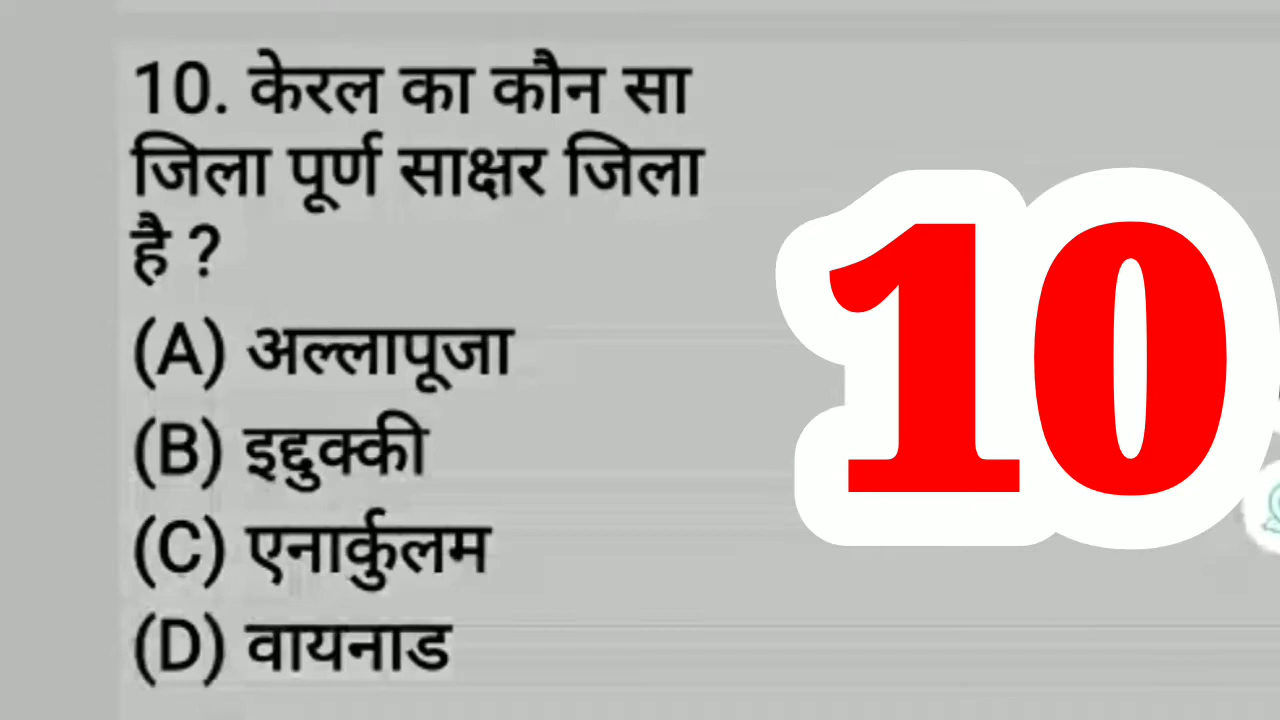 10. केरल का कौन सा
जिला पूर्ण साक्षर जिला
है ?
(A) अल्लापूजा
(B) इद्दुक्की
(C) एनार्कुलम
(D) वायनाड
10